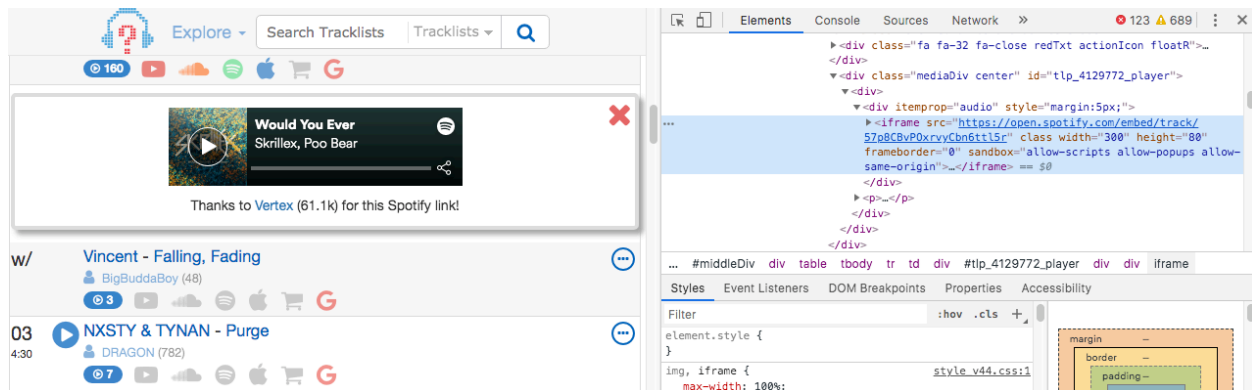 Explore
Search Tracklists
Tracklists
160
Would You Ever
Skrillex, Poo Bear
Thanks to Vertex (61.1k) for this Spotify link!
w/
Vincent - Falling, Fading
BigBuddaBoy (48)
3
03
NXSTY & TYNAN - Purge
4:30
DRAGON (782)
7
Elements Console Sources Network » 123 689
▶<div class="fa fa-32 fa-close redTxt actionIcon floatR">…
</div>
▼<div class="mediaDiv center" id="tlp_4129772_player">
▼<div>
▼<div itemprop="audio" style="margin:5px;">
… ▶<iframe src="https://open.spotify.com/embed/track/
57p8CBvPOxrvyCbn6ttl5r" class width="300" height="80"
frameborder="0" sandbox="allow-scripts allow-popups allow-
same-origin">…</iframe> == $0
</div>
▶<p>…</p>
</div>
</div>
</div>
… #middleDiv div table tbody tr td div #tlp_4129772_player div div iframe
Styles Event Listeners DOM Breakpoints Properties Accessibility
Filter :hov .cls +
element.style {
}
img, iframe { style_v44.css:1
max-width: 100%;
margin –
border –
padding –